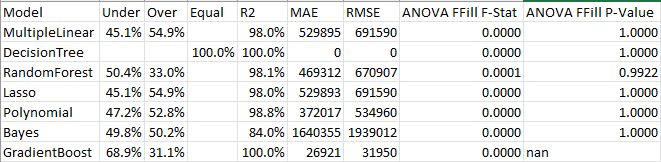 Model Under Over Equal R2 MAE RMSE ANOVA FFill F-Stat ANOVA FFill P-Value
MultipleLinear 45.1% 54.9% 98.0% 529895 691590 0.0000 1.0000
DecisionTree 100.0% 100.0% 0 0 0.0000 1.0000
RandomForest 50.4% 33.0% 98.1% 469312 670907 0.0001 0.9922
Lasso 45.1% 54.9% 98.0% 529893 691590 0.0000 1.0000
Polynomial 47.2% 52.8% 98.8% 372017 534960 0.0000 1.0000
Bayes 49.8% 50.2% 84.0% 1640355 1939012 0.0000 1.0000
GradientBoost 68.9% 31.1% 100.0% 26921 31950 0.0000 nan